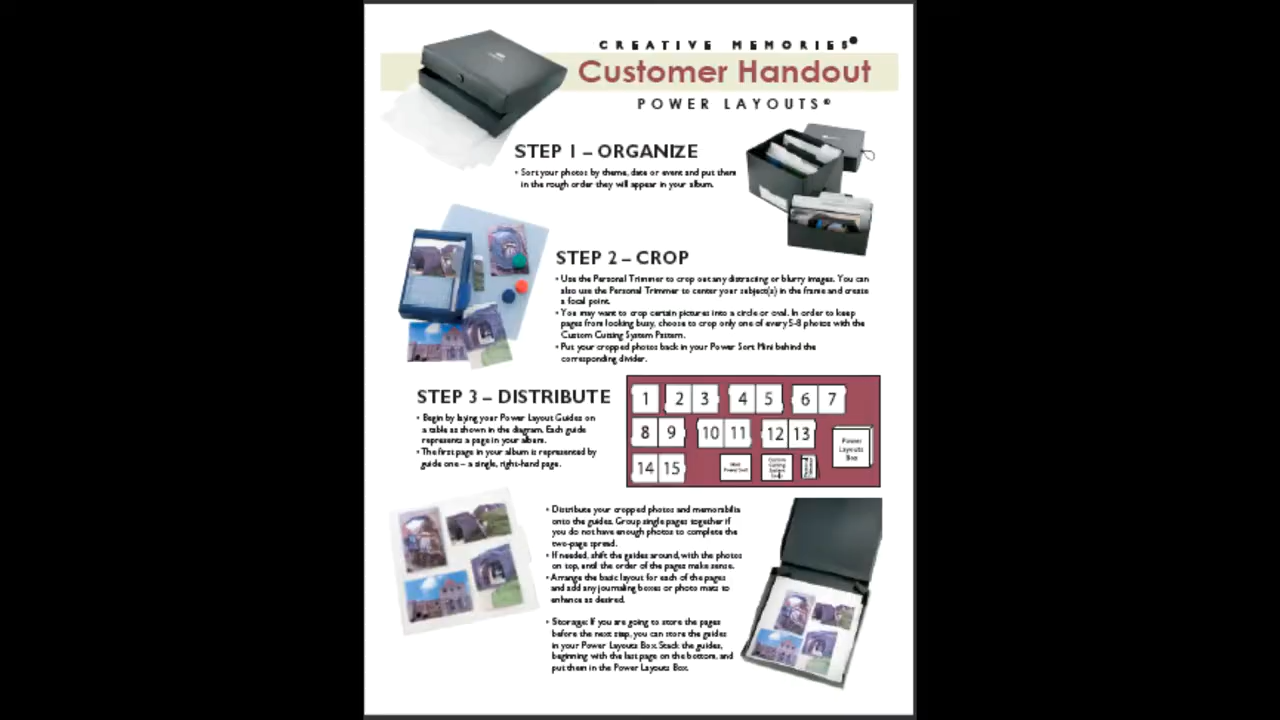 CREATIVE MEMORIES®
Customer Handout
POWER LAYOUTS®
STEP 1 – ORGANIZE
• Sort your photos by theme, date or event and put them
in the rough order they will appear in your album.
STEP 2 – CROP
• Use the Personal Trimmer to crop out any distracting or blurry images. You can
also use the Personal Trimmer to center your subject(s) in the frame and create
a focal point.
• You may want to crop certain pictures into a circle or oval. In order to keep
pages from looking busy, choose to crop only one of every 5-8 photos with the
Custom Cutting System Pattern.
• Put your cropped photos back in your Power Sort Mini behind the
corresponding divider.
STEP 3 – DISTRIBUTE
• Begin by laying your Power Layout Guides on
a table as shown in the diagram. Each guide
represents a page in your album.
• The first page in your album is represented by
guide one – a single, right-hand page.
1 2 3 4 5 6 7
8 9 10 11 12 13
Power
Layouts
Box
14 15
Mini
Power Sort
Custom
Cutting
System
• Distribute your cropped photos and memorabilia
onto the guides. Group single pages together if
you do not have enough photos to complete the
two-page spread.
• If needed, shift the guides around, with the photos
on top, until the order of the pages make sense.
• Arrange the basic layout for each of the pages
and add any journaling boxes or photo mats to
enhance as desired.
• Storage: If you are going to store the pages
before the next step, you can store the guides
in your Power Layouts Box. Stack the guides,
beginning with the last page on the bottom, and
put them in the Power Layouts Box.